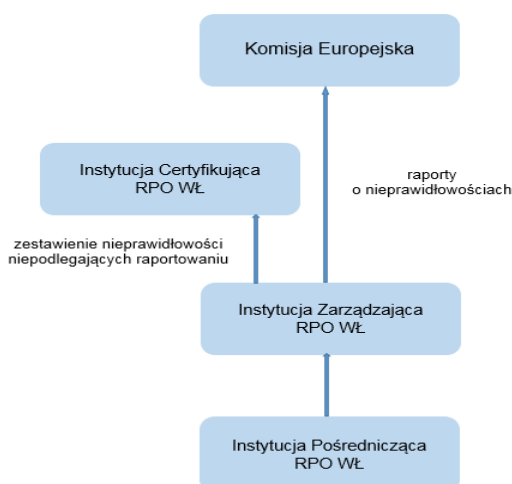 Komisja Europejska
Instytucja Certyfikująca
RPO WŁ
raporty
o nieprawidłowościach
zestawienie nieprawidłowości
niepodlegających raportowaniu
Instytucja Zarządzająca
RPO WŁ
Instytucja Pośrednicząca
RPO WŁ